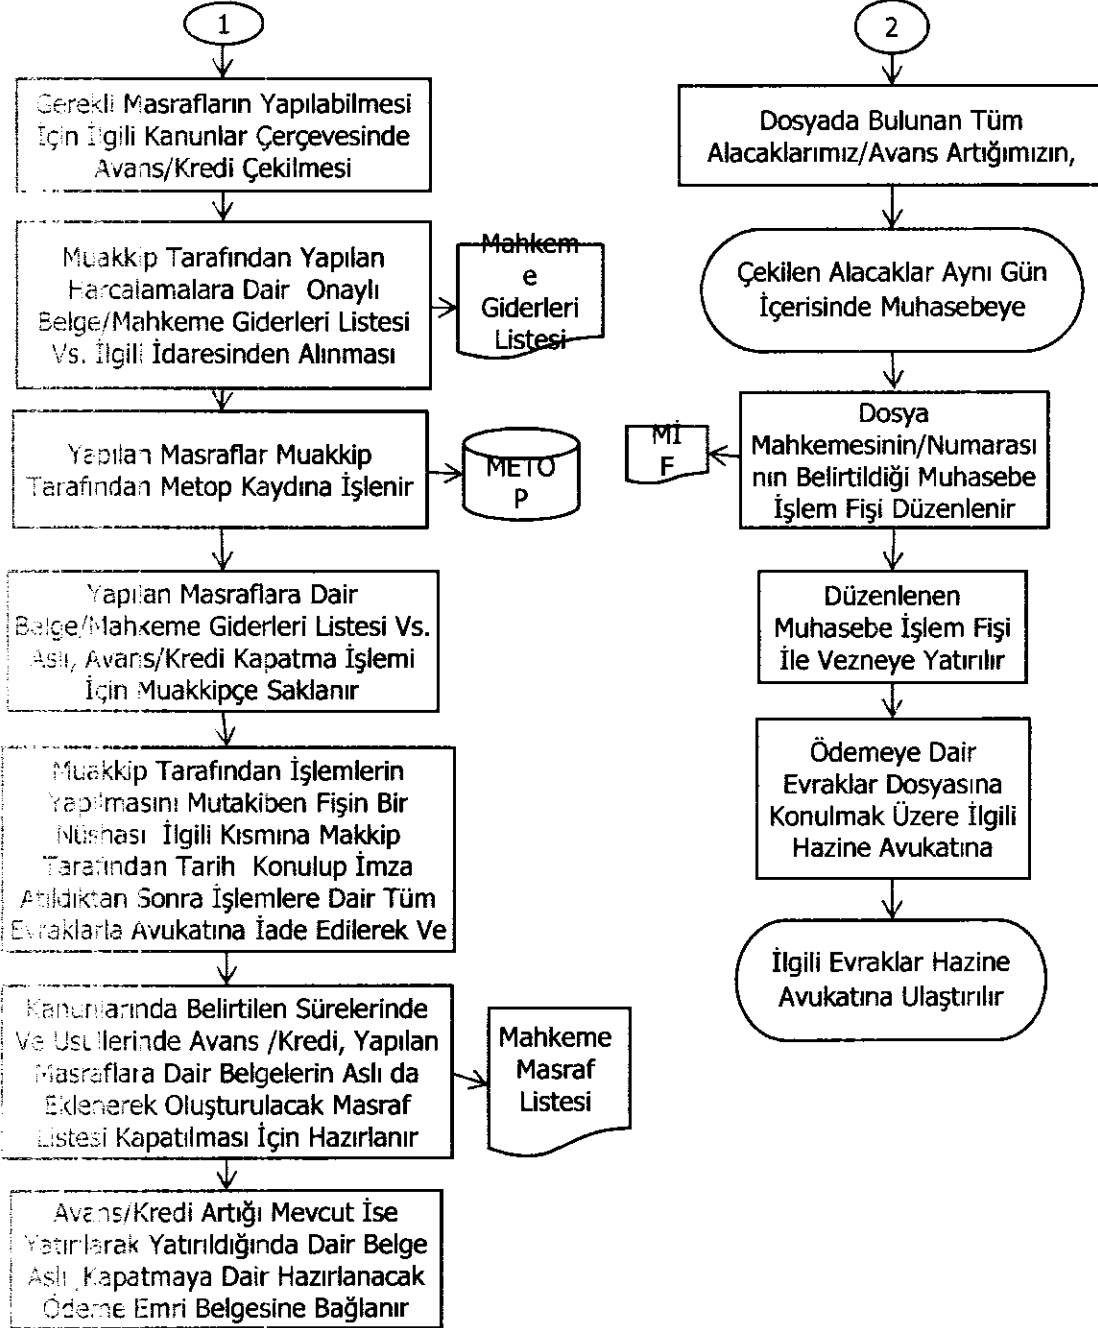 1
Gerekli Masrafların Yapılabilmesi
İçin İlgili Kanunlar Çerçevesinde
Avans/Kredi Çekilmesi
Muakkip Tarafından Yapılan
Harcalamalara Dair Onaylı
Belge/Mahkeme Giderleri Listesi
Vs. İlgili İdaresinden Alınması
Mahkem
e
Giderleri
Listesi
Yapılan Masraflar Muakkip
Tarafından Metop Kaydına İşlenir
METO
P
Yapılan Masraflara Dair
Belge/Mahkeme Giderleri Listesi Vs.
Aslı, Avans/Kredi Kapatma İşlemi
İçin Muakkipçe Saklanır
Muakkip Tarafından İşlemlerin
Yapılmasını Mutakiben Fişin Bir
Nüshası İlgili Kısmına Makkip
Tarafından Tarih Konulup İmza
Atıldıktan Sonra İşlemlere Dair Tüm
Evraklarla Avukatına İade Edilerek Ve
Kanunlarında Belirtilen Sürelerinde
Ve Usullerinde Avans /Kredi, Yapılan
Masraflara Dair Belgelerin Aslı da
Eklenerek Oluşturulacak Masraf
Listesi Kapatılması İçin Hazırlanır
Mahkeme
Masraf
Listesi
Avans/Kredi Artığı Mevcut İse
Yatırılarak Yatırıldığında Dair Belge
Aslı Kapatmaya Dair Hazırlanacak
Ödeme Emri Belgesine Bağlanır
2
Dosyada Bulunan Tüm
Alacaklarımız/Avans Artığımızın,
Çekilen Alacaklar Aynı Gün
İçerisinde Muhasebeye
Dosya
Mahkemesinin/Numarası
nın Belirtildiği Muhasebe
İşlem Fişi Düzenlenir
Mİ
F
Düzenlenen
Muhasebe İşlem Fişi
İle Vezneye Yatırılır
Ödemeye Dair
Evraklar Dosyasına
Konulmak Üzere İlgili
Hazine Avukatına
İlgili Evraklar Hazine
Avukatına Ulaştırılır